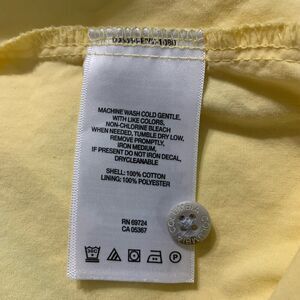 MACHINE WASH COLD GENTLE,
WITH LIKE COLORS,
NON-CHLORINE BLEACH
WHEN NEEDED, TUMBLE DRY LOW,
REMOVE PROMPTLY,
IRON MEDIUM,
IF PRESENT DO NOT IRON DECAL,
DRYCLEANABLE
SHELL: 100% COTTON
LINING: 100% POLYESTER
RN 69724
CA 05367